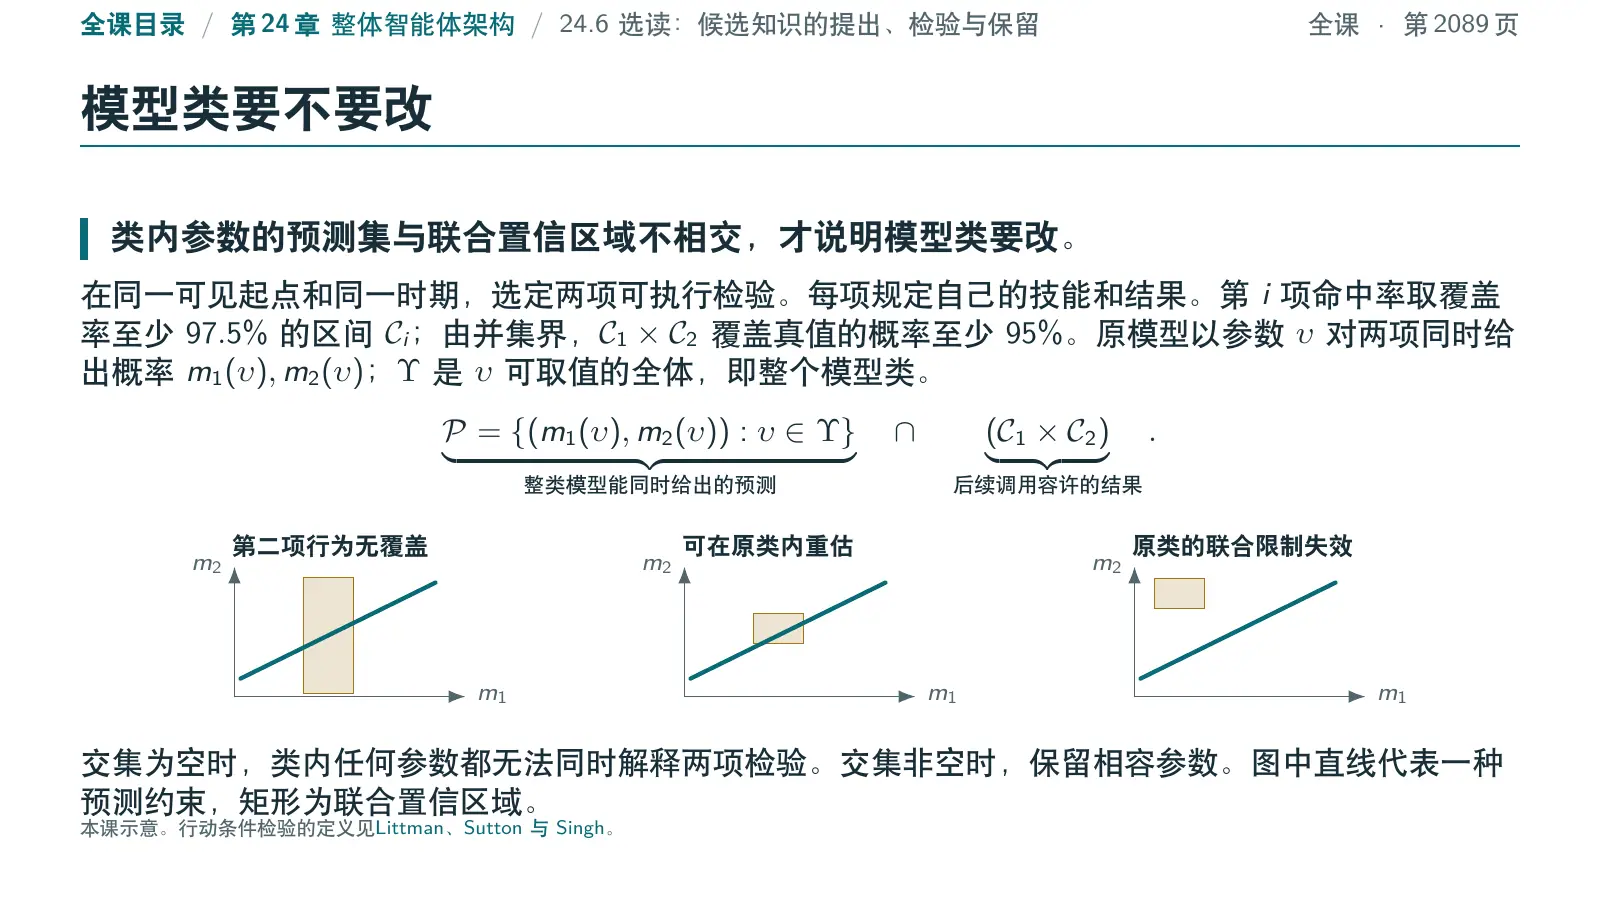 全课目录 / 第 24 章 整体智能体架构 / 24.6 选读：候选知识的提出、检验与保留 全课 · 第 2089 页
模型类要不要改
类内参数的预测集与联合置信区域不相交，才说明模型类要改。
在同一可见起点和同一时期，选定两项可执行检验。每项规定自己的技能和结果。第 i 项命中率取覆盖
率至少 97.5% 的区间 𝒞ᵢ；由并集界，𝒞₁ × 𝒞₂ 覆盖真值的概率至少 95%。原模型以参数 υ 对两项同时给
出概率 m₁(υ), m₂(υ)；ϒ 是 υ 可取值的全体，即整个模型类。
𝒫 = {(m₁(υ), m₂(υ)) : υ ∈ ϒ} ∩ (𝒞₁ × 𝒞₂) .
整类模型能同时给出的预测 后续调用容许的结果
第二项行为无覆盖 可在原类内重估 原类的联合限制失效
m₂ m₂ m₂
m₁ m₁ m₁
交集为空时，类内任何参数都无法同时解释两项检验。交集非空时，保留相容参数。图中直线代表一种
预测约束，矩形为联合置信区域。
本课示意。行动条件检验的定义见Littman、Sutton 与 Singh。